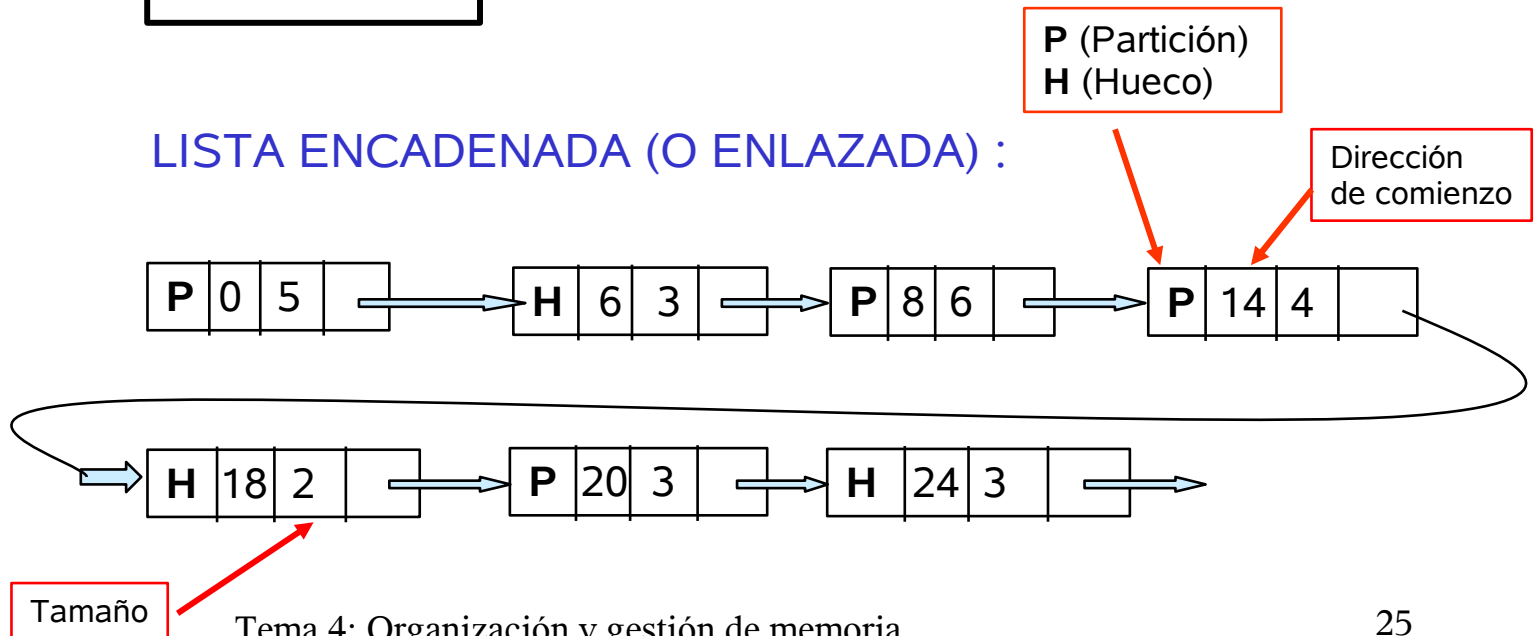 P (Partición)
H (Hueco)
LISTA ENCADENADA (O ENLAZADA) :
Dirección
de comienzo
P 0 5
H 6 3
P 8 6
P 14 4
H 18 2
P 20 3
H 24 3
Tamaño
Tema 4: Organización y gestión de memoria
25